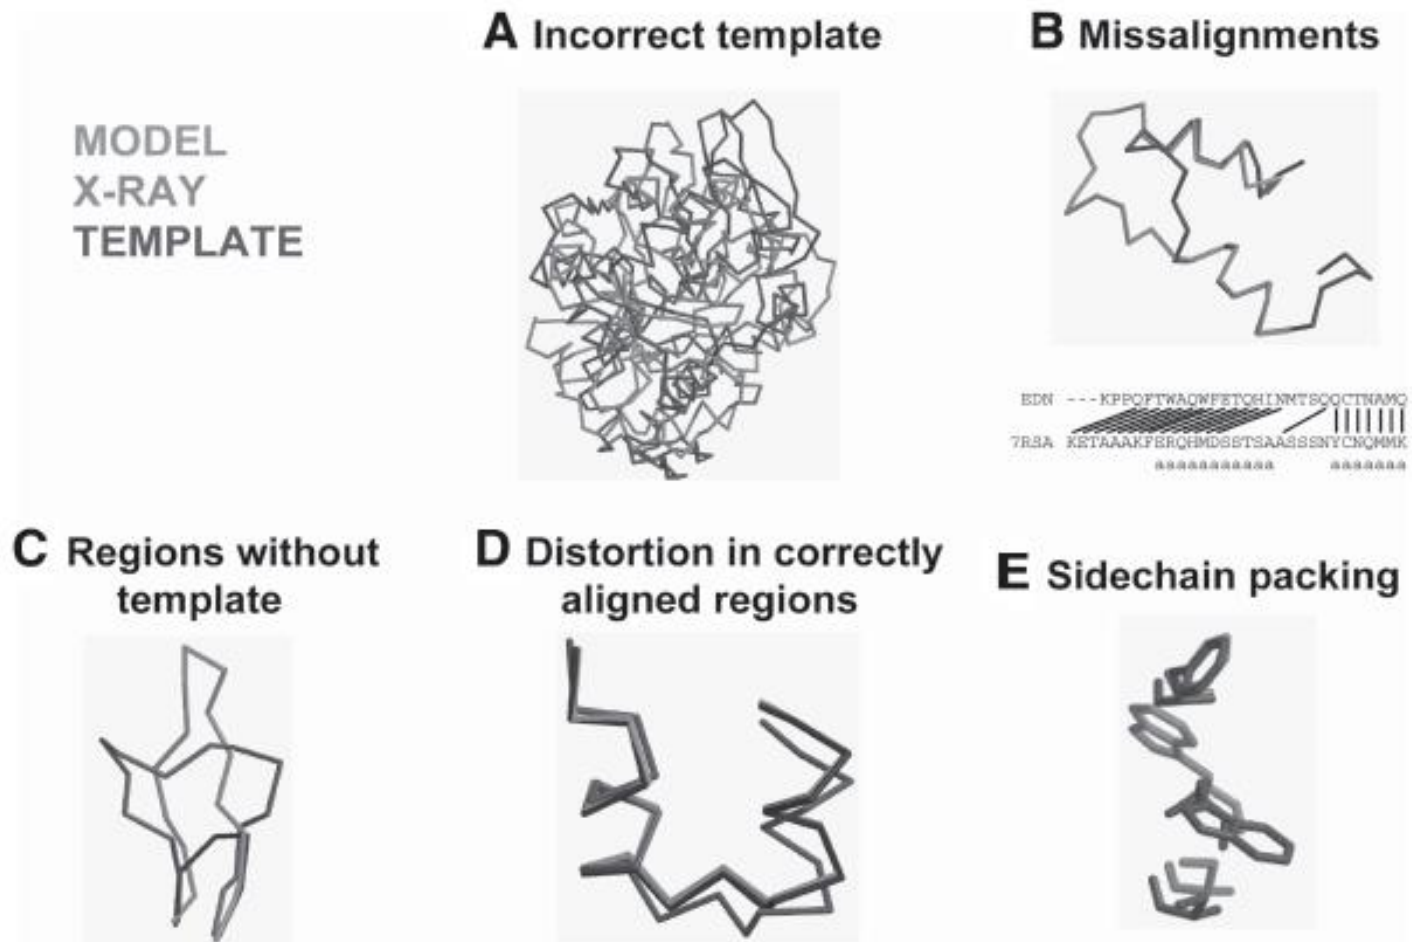 A Incorrect template
B Missalignments
MODEL
X-RAY
TEMPLATE
EDN ---KPPQFTWAQWFETQHINMTSQQCTNAMQ
7RSA KETAAAKFERQHMDSSTSAASSSNYCNQMMK
aaaaaaaaaaa aaaaaaa
C Regions without
template
D Distortion in correctly
aligned regions
E Sidechain packing